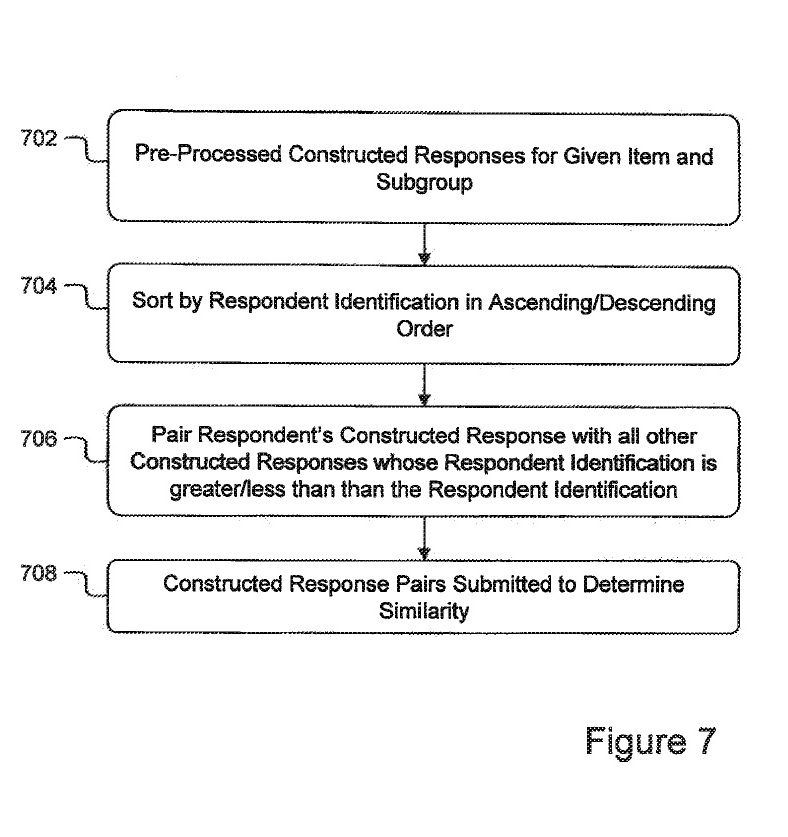 702
Pre-Processed Constructed Responses for Given Item and
Subgroup
704
Sort by Respondent Identification in Ascending/Descending
Order
706
Pair Respondent's Constructed Response with all other
Constructed Responses whose Respondent Identification is
greater/less than than the Respondent Identification
708
Constructed Response Pairs Submitted to Determine
Similarity
Figure 7